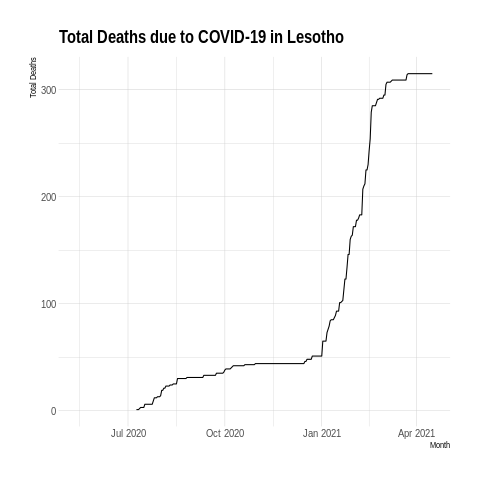 Total Deaths due to COVID-19 in Lesotho
Total Deaths
300
200
100
0
Jul 2020 Oct 2020 Jan 2021 Apr 2021
Month